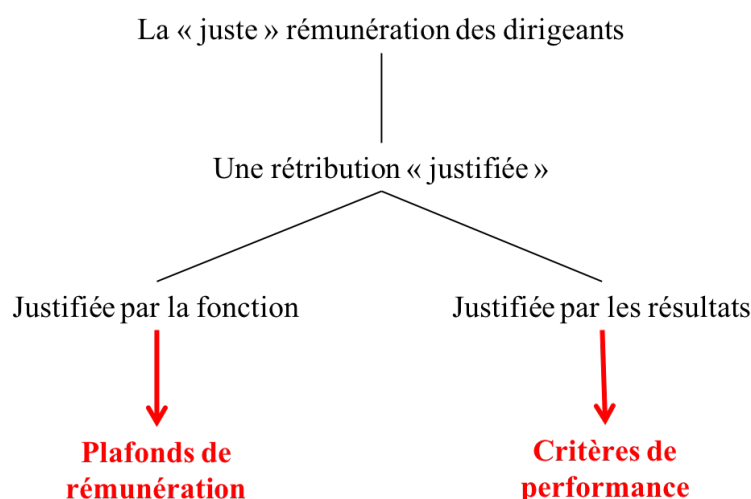 La « juste » rémunération des dirigeants
Une rétribution « justifiée »
Justifiée par la fonction
Justifiée par les résultats
Plafonds de
rémunération
Critères de
performance